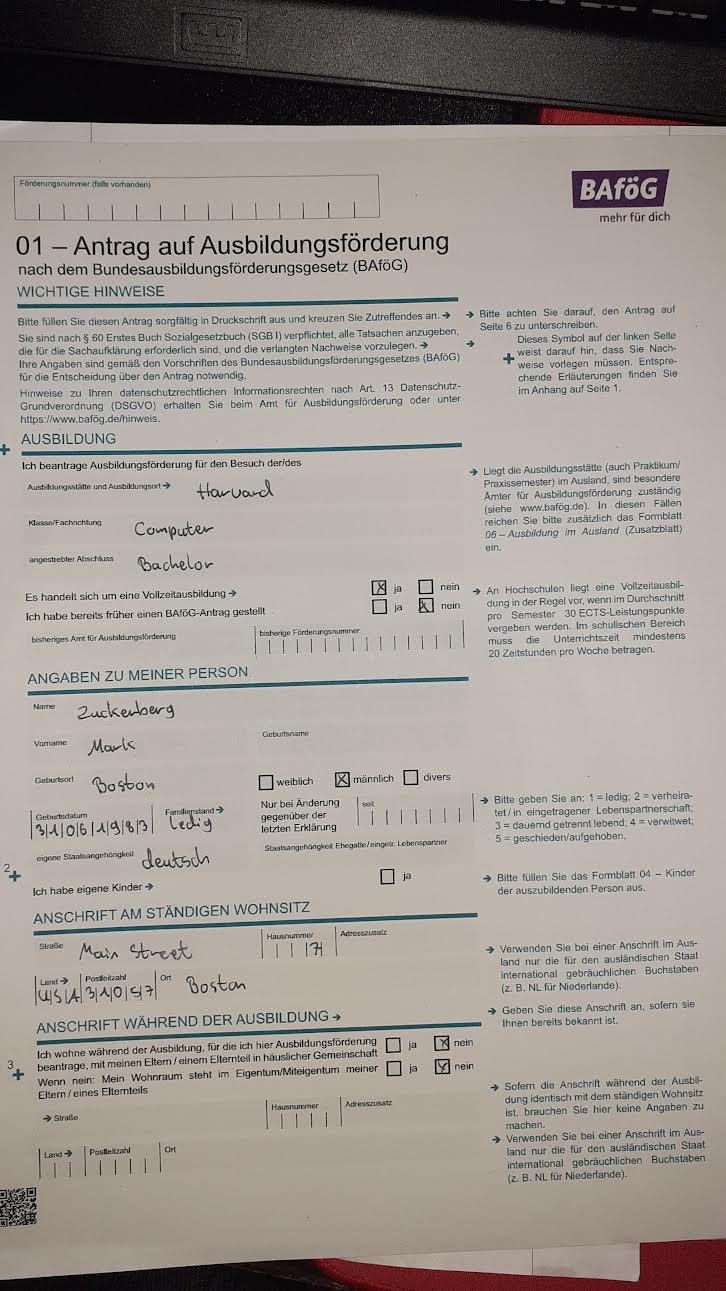 Förderungsnummer (falls vorhanden)
BAföG
mehr für dich
01 – Antrag auf Ausbildungsförderung
nach dem Bundesausbildungsförderungsgesetz (BAföG)
WICHTIGE HINWEISE
Bitte füllen Sie diesen Antrag sorgfältig in Druckschrift aus und kreuzen Sie Zutreffendes an. →
Sie sind nach § 60 Erstes Buch Sozialgesetzbuch (SGB I) verpflichtet, alle Tatsachen anzugeben,
die für die Sachaufklärung erforderlich sind, und die verlangten Nachweise vorzulegen. →
Ihre Angaben sind gemäß den Vorschriften des Bundesausbildungsförderungsgesetzes (BAföG)
für die Entscheidung über den Antrag notwendig.
Hinweise zu Ihren datenschutzrechtlichen Informationsrechten nach Art. 13 Datenschutz-
Grundverordnung (DSGVO) erhalten Sie beim Amt für Ausbildungsförderung oder unter
https://www.bafög.de/hinweis.
→ Bitte achten Sie darauf, den Antrag auf
Seite 6 zu unterschreiben.
→ Dieses Symbol auf der linken Seite
+ weist darauf hin, dass Sie Nach-
weise vorlegen müssen. Entspre-
chende Erläuterungen finden Sie
im Anhang auf Seite 1.
+
AUSBILDUNG
Ich beantrage Ausbildungsförderung für den Besuch der/des
Ausbildungsstätte und Ausbildungsort → Harvard
Klasse/Fachrichtung Computer
angestrebter Abschluss Bachelor
→ Liegt die Ausbildungsstätte (auch Praktikum/
Praxissemester) im Ausland, sind besondere
Ämter für Ausbildungsförderung zuständig
(siehe www.bafög.de). In diesen Fällen
reichen Sie bitte zusätzlich das Formblatt
06 – Ausbildung im Ausland (Zusatzblatt)
ein.
Es handelt sich um eine Vollzeitausbildung → X ja nein
Ich habe bereits früher einen BAföG-Antrag gestellt ja X nein
bisheriges Amt für Ausbildungsförderung bisherige Förderungsnummer
→ An Hochschulen liegt eine Vollzeitausbil-
dung in der Regel vor, wenn im Durchschnitt
pro Semester 30 ECTS-Leistungspunkte
vergeben werden. Im schulischen Bereich
muss die Unterrichtszeit mindestens
20 Zeitstunden pro Woche betragen.
ANGABEN ZU MEINER PERSON
Name Zuckenberg
Vorname Mark Geburtsname
Geburtsort Boston weiblich X männlich divers
Geburtsdatum 31061983 Familienstand → ledig
Nur bei Änderung
gegenüber der
letzten Erklärung
seit
→ Bitte geben Sie an: 1 = ledig; 2 = verheira-
tet / in eingetragener Lebenspartnerschaft;
3 = dauernd getrennt lebend; 4 = verwitwet;
5 = geschieden/aufgehoben.
eigene Staatsangehörigkeit deutsch Staatsangehörigkeit Ehegatte/eingetr. Lebenspartner
2
+
Ich habe eigene Kinder → ja
→ Bitte füllen Sie das Formblatt 04 – Kinder
der auszubildenden Person aus.
ANSCHRIFT AM STÄNDIGEN WOHNSITZ
Straße Main Street Hausnummer 71 Adresszusatz
Land → USA Postleitzahl 31057 Ort Boston
→ Verwenden Sie bei einer Anschrift im Aus-
land nur die für den ausländischen Staat
international gebräuchlichen Buchstaben
(z. B. NL für Niederlande).
ANSCHRIFT WÄHREND DER AUSBILDUNG →
→ Geben Sie diese Anschrift an, sofern sie
Ihnen bereits bekannt ist.
Ich wohne während der Ausbildung, für die ich hier Ausbildungsförderung ja X nein
3
+
beantrage, mit meinen Eltern / einem Elternteil in häuslicher Gemeinschaft
Wenn nein: Mein Wohnraum steht im Eigentum/Miteigentum meiner ja X nein
Eltern / eines Elternteils
→ Straße Hausnummer Adresszusatz
Land → Postleitzahl Ort
→ Sofern die Anschrift während der Ausbil-
dung identisch mit dem ständigen Wohnsitz
ist, brauchen Sie hier keine Angaben zu
machen.
→ Verwenden Sie bei einer Anschrift im Aus-
land nur die für den ausländischen Staat
international gebräuchlichen Buchstaben
(z. B. NL für Niederlande).